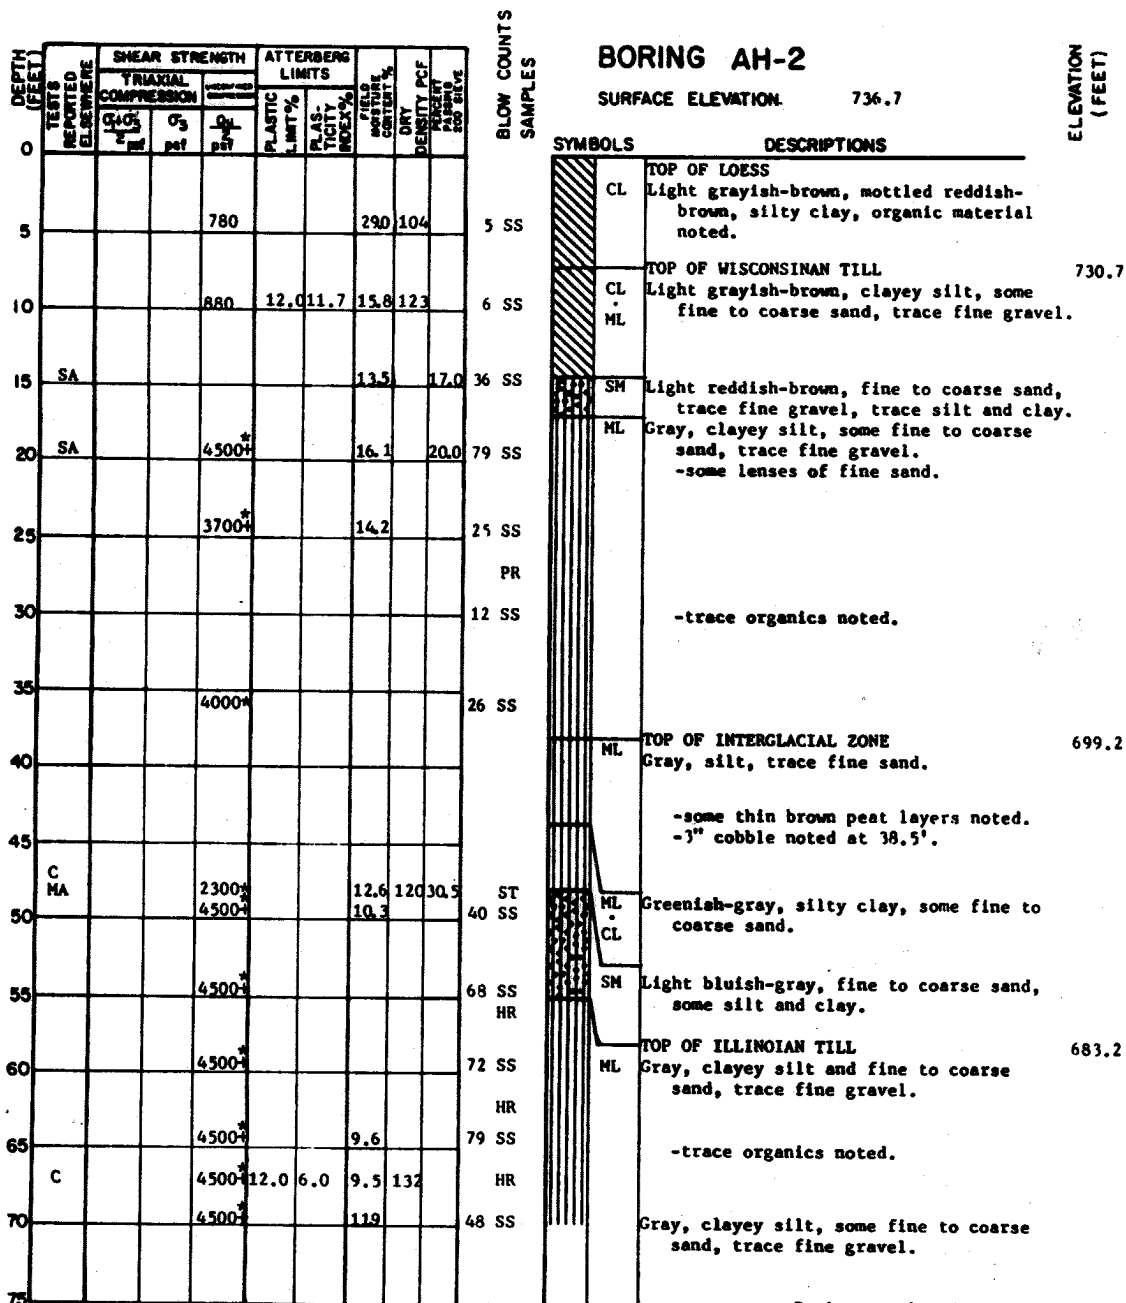 BORING AH-2
SURFACE ELEVATION. 736.7
DEPTH (FEET)
TESTS REPORTED ELSEWHERE
SHEAR STRENGTH
TRIAXIAL COMPRESSION
σ3 psf
psf
psf
ATTERBERG LIMITS
PLASTIC LIMIT %
PLAS-TICITY INDEX %
FIELD MOISTURE CONTENT %
DRY DENSITY PCF
PERCENT PASSING 200 SIEVE
BLOW COUNTS
SAMPLES
SYMBOLS
DESCRIPTIONS
ELEVATION (FEET)
0
TOP OF LOESS
CL Light grayish-brown, mottled reddish-
brown, silty clay, organic material
noted.
5 780 29.0 104 5 SS
TOP OF WISCONSINAN TILL 730.7
CL Light grayish-brown, clayey silt, some
ML fine to coarse sand, trace fine gravel.
10 880 12.0 11.7 15.8 123 6 SS
15 SA 13.5 17.0 36 SS
SM Light reddish-brown, fine to coarse sand,
trace fine gravel, trace silt and clay.
ML Gray, clayey silt, some fine to coarse
sand, trace fine gravel.
-some lenses of fine sand.
20 SA 4500+* 16.1 20.0 79 SS
25 3700+* 14.2 25 SS
PR
30 12 SS
-trace organics noted.
35 4000* 26 SS
TOP OF INTERGLACIAL ZONE 699.2
ML Gray, silt, trace fine sand.
40
-some thin brown peat layers noted.
-3" cobble noted at 38.5'.
45
C
MA 2300* 12.6 120 30.5 ST
50 4500+* 10.3 40 SS
ML Greenish-gray, silty clay, some fine to
CL coarse sand.
55 4500+* 68 SS
HR
SM Light bluish-gray, fine to coarse sand,
some silt and clay.
TOP OF ILLINOIAN TILL 683.2
ML Gray, clayey silt and fine to coarse
sand, trace fine gravel.
60 4500+* 72 SS
HR
65 4500+* 9.6 79 SS
-trace organics noted.
C 4500+* 12.0 6.0 9.5 132 HR
70 4500+* 11.9 48 SS
Gray, clayey silt, some fine to coarse
sand, trace fine gravel.
75